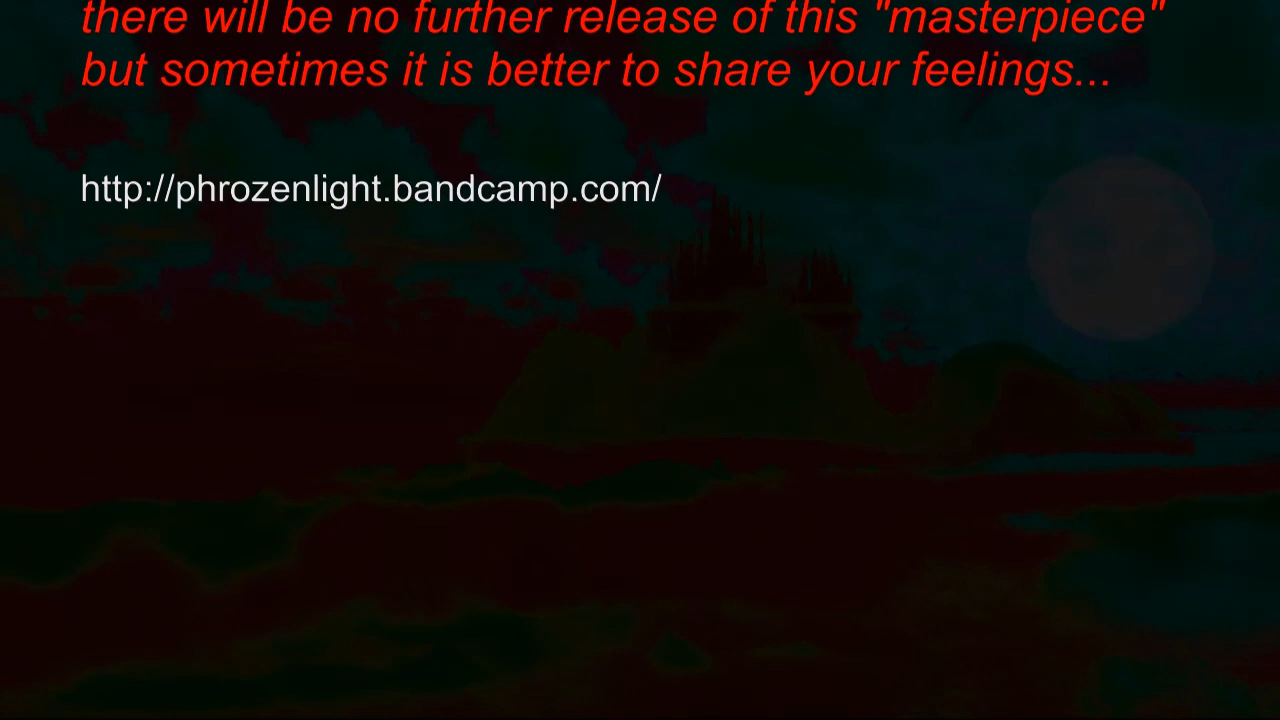 there will be no further release of this "masterpiece"
but sometimes it is better to share your feelings...
http://phrozenlight.bandcamp.com/